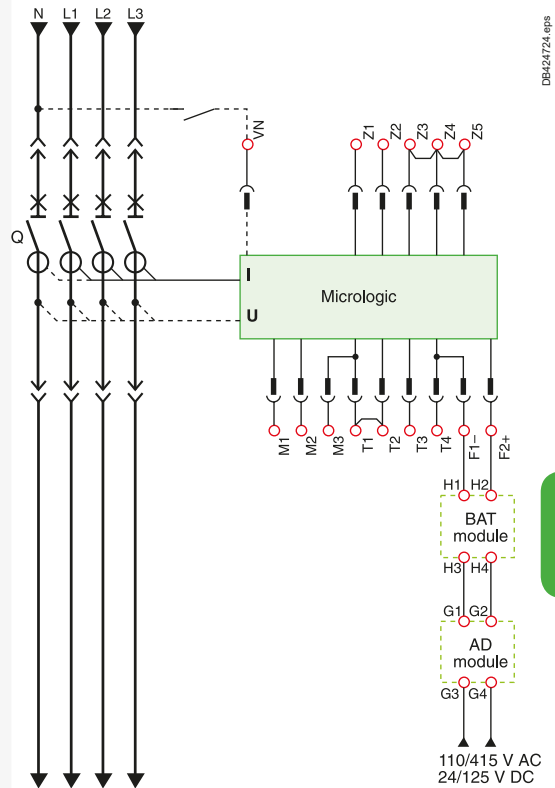 N L1 L2 L3
DB424724.eps
VN
Z1 Z2 Z3 Z4 Z5
Q
I
Micrologic
U
M1 M2 M3 T1 T2 T3 T4 F1– F2+
H1 H2
BAT
module
H3 H4
G1 G2
AD
module
G3 G4
110/415 V AC
24/125 V DC